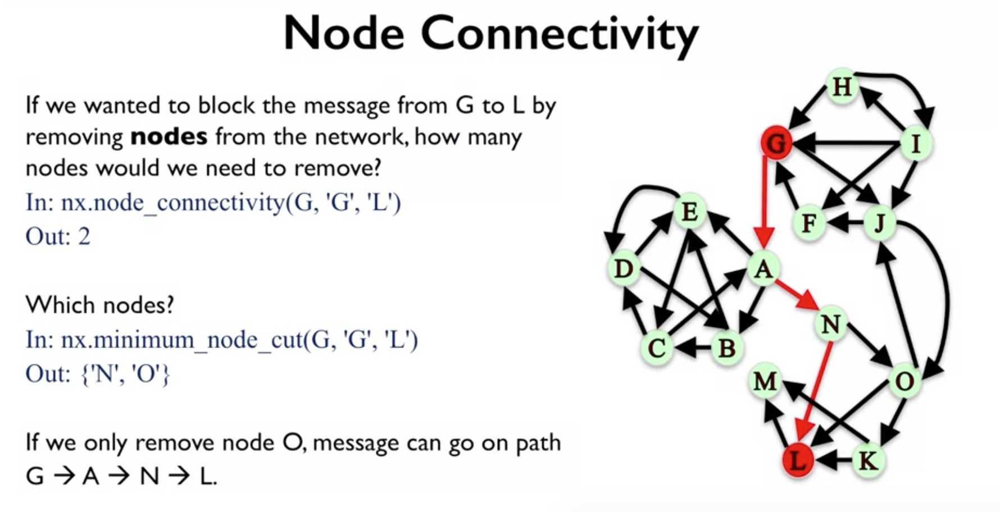 Node Connectivity
If we wanted to block the message from G to L by
removing nodes from the network, how many
nodes would we need to remove?
In: nx.node_connectivity(G, 'G', 'L')
Out: 2
Which nodes?
In: nx.minimum_node_cut(G, 'G', 'L')
Out: {'N', 'O'}
If we only remove node O, message can go on path
G → A → N → L.
H
G
I
E
F
J
D
A
N
C
B
M
O
L
K